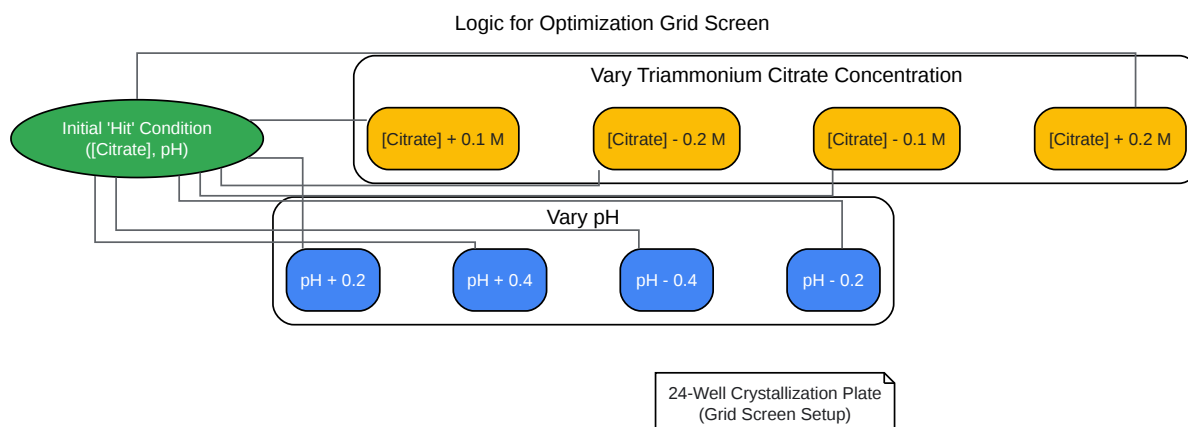 Logic for Optimization Grid Screen
Vary Triammonium Citrate Concentration
Initial 'Hit' Condition
([Citrate], pH)
[Citrate] + 0.1 M
[Citrate] - 0.2 M
[Citrate] - 0.1 M
[Citrate] + 0.2 M
Vary pH
pH + 0.2
pH + 0.4
pH - 0.4
pH - 0.2
24-Well Crystallization Plate
(Grid Screen Setup)